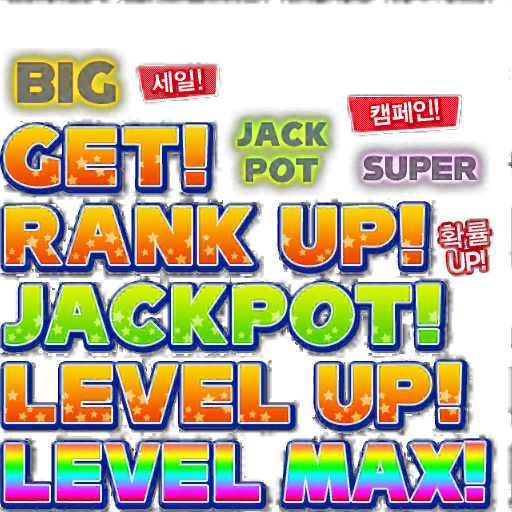 BIG
세일!
캠페인!!
GET!
JACK
POT
SUPER
RANK UP!
확률
UP!
JACKPOT!
LEVEL UP!
LEVEL MAX!